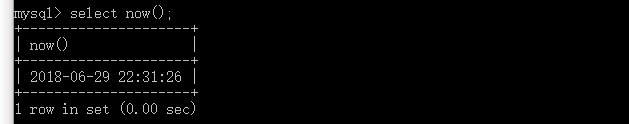 mysql> select now();
+---------------------+
| now()               |
+---------------------+
| 2018-06-29 22:31:26 |
+---------------------+
1 row in set (0.00 sec)